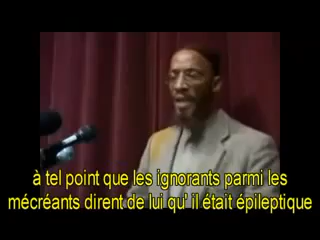 à tel point que les ignorants parmi les
mécréants dirent de lui qu' il était épileptique